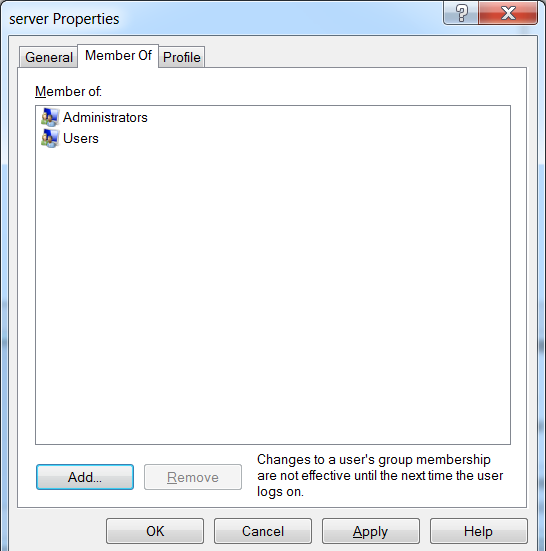 server Properties
General Member Of Profile
Member of:
Administrators
Users
Add... Remove
Changes to a user's group membership
are not effective until the next time the user
logs on.
OK Cancel Apply Help